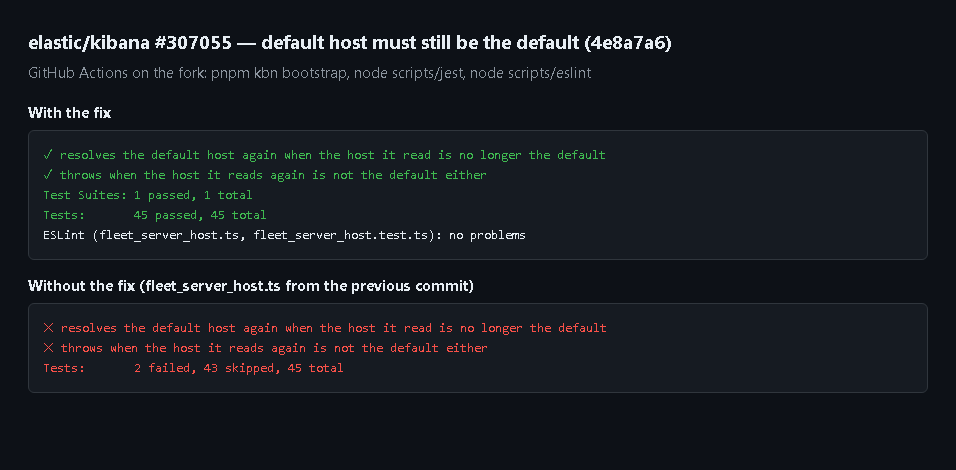 elastic/kibana #307055 — default host must still be the default (4e8a7a6)
GitHub Actions on the fork: pnpm kbn bootstrap, node scripts/jest, node scripts/eslint
With the fix
✓ resolves the default host again when the host it read is no longer the default
✓ throws when the host it reads again is not the default either
Test Suites: 1 passed, 1 total
Tests:       45 passed, 45 total
ESLint (fleet_server_host.ts, fleet_server_host.test.ts): no problems
Without the fix (fleet_server_host.ts from the previous commit)
✕ resolves the default host again when the host it read is no longer the default
✕ throws when the host it reads again is not the default either
Tests:       2 failed, 43 skipped, 45 total